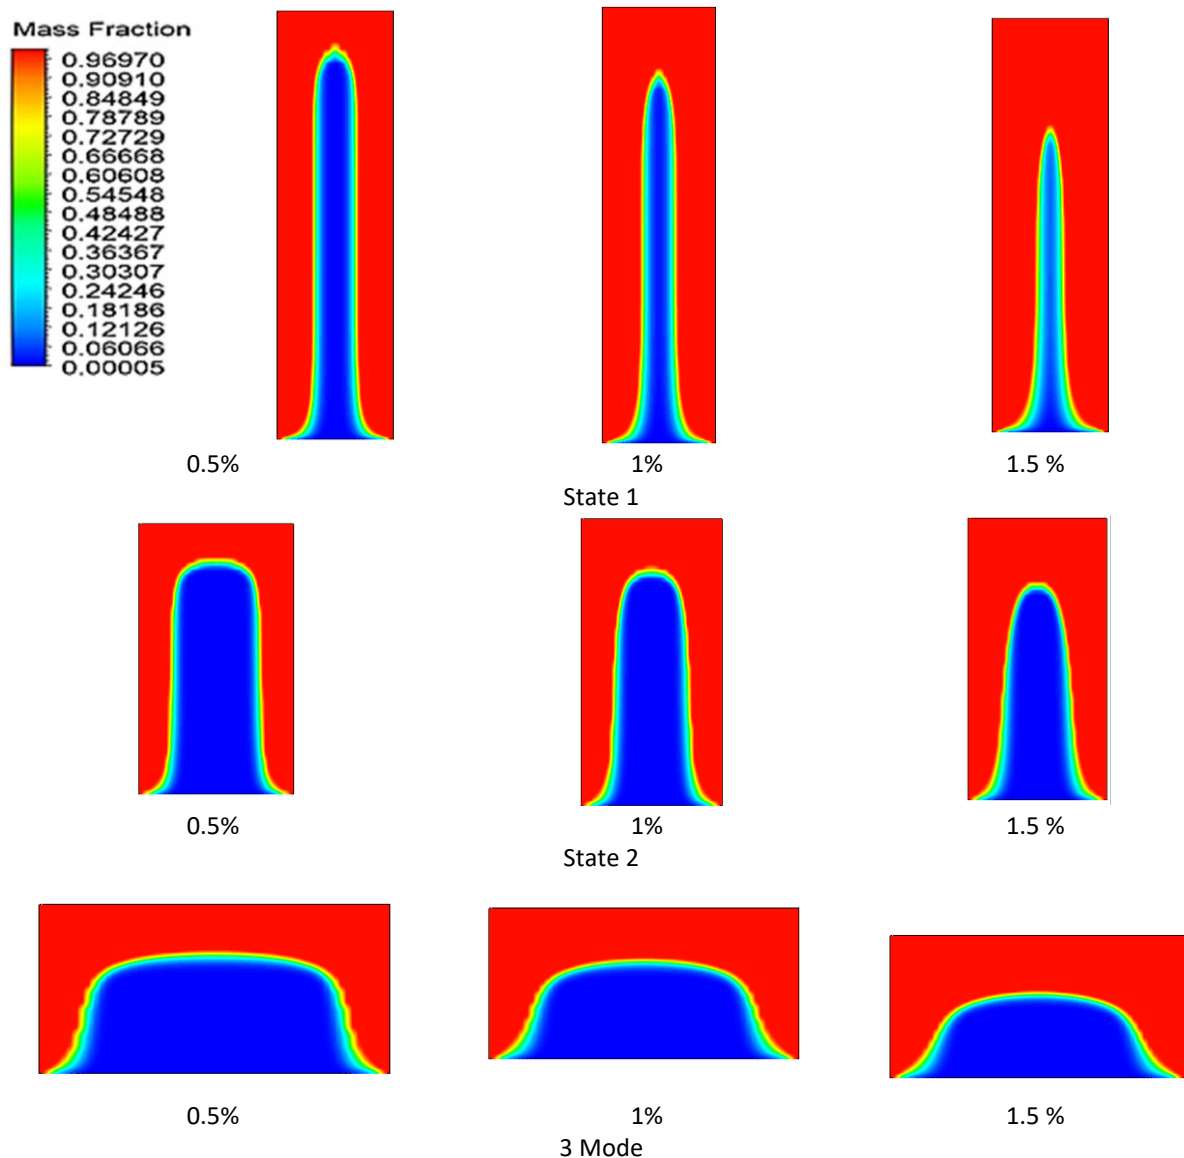 Mass Fraction
0.96970
0.90910
0.84849
0.78789
0.72729
0.66668
0.60608
0.54548
0.48488
0.42427
0.36367
0.30307
0.24246
0.18186
0.12126
0.06066
0.00005
0.5% 1% 1.5 %
State 1
0.5% 1% 1.5 %
State 2
0.5% 1% 1.5 %
3 Mode